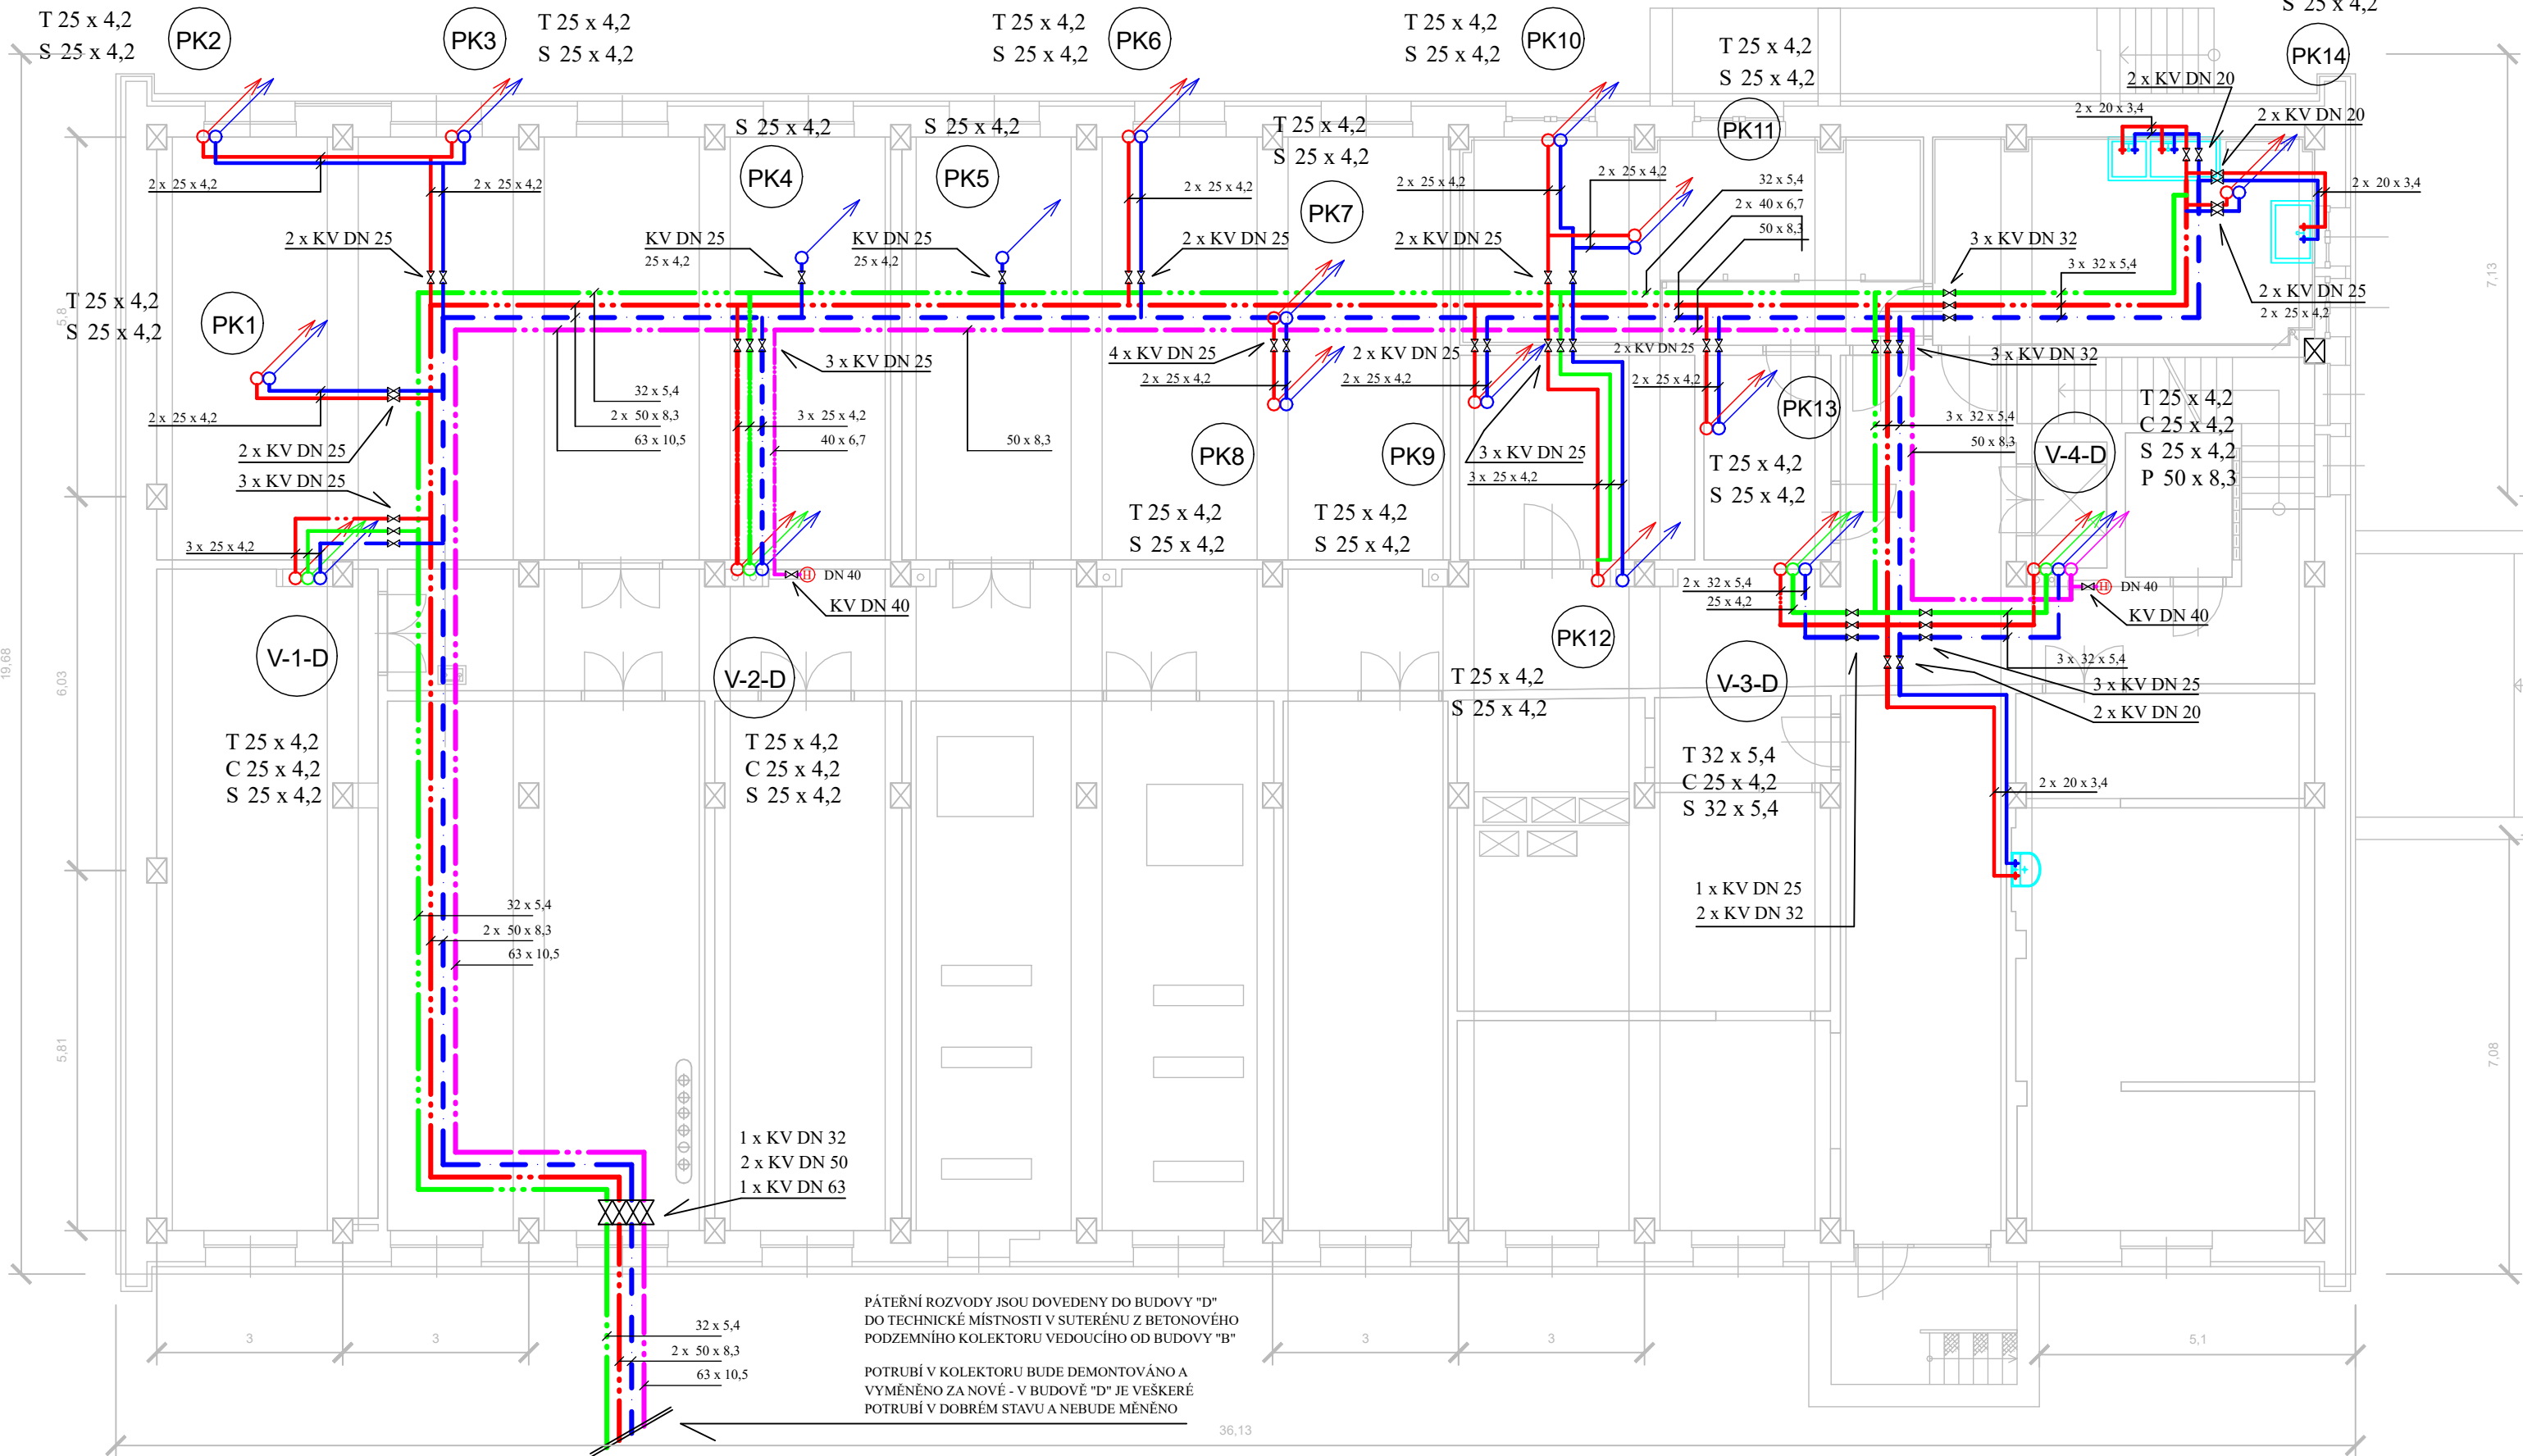 T 25 x 4,2
S 25 x 4,2
PK2
PK3
T 25 x 4,2
S 25 x 4,2
T 25 x 4,2
S 25 x 4,2
PK6
T 25 x 4,2
S 25 x 4,2
PK10
T 25 x 4,2
S 25 x 4,2
PK11
S 25 x 4,2
PK14
2 x KV DN 20
2 x 20 x 3,4
2 x KV DN 20
2 x 20 x 3,4
S 25 x 4,2
PK4
S 25 x 4,2
PK5
T 25 x 4,2
S 25 x 4,2
PK7
2 x 25 x 4,2
2 x 25 x 4,2
2 x 25 x 4,2
2 x 25 x 4,2
2 x 25 x 4,2
32 x 5,4
2 x 40 x 6,7
50 x 8,3
2 x KV DN 25
KV DN 25
25 x 4,2
KV DN 25
25 x 4,2
2 x KV DN 25
2 x KV DN 25
3 x KV DN 32
3 x 32 x 5,4
2 x KV DN 25
2 x 25 x 4,2
T 25 x 4,2
S 25 x 4,2
PK1
5,8
7,13
3 x KV DN 25
4 x KV DN 25
2 x 25 x 4,2
2 x KV DN 25
2 x 25 x 4,2
2 x KV DN 25
2 x 25 x 4,2
3 x KV DN 32
2 x 25 x 4,2
32 x 5,4
2 x 50 x 8,3
63 x 10,5
3 x 25 x 4,2
40 x 6,7
50 x 8,3
PK13
3 x 32 x 5,4
50 x 8,3
T 25 x 4,2
C 25 x 4,2
S 25 x 4,2
P 50 x 8,3
V-4-D
2 x KV DN 25
3 x KV DN 25
PK8
PK9
3 x KV DN 25
3 x 25 x 4,2
T 25 x 4,2
S 25 x 4,2
T 25 x 4,2
S 25 x 4,2
T 25 x 4,2
S 25 x 4,2
3 x 25 x 4,2
H DN 40
KV DN 40
2 x 32 x 5,4
25 x 4,2
H DN 40
KV DN 40
V-1-D
V-2-D
PK12
V-3-D
3 x 32 x 5,4
3 x KV DN 25
2 x KV DN 20
19,68
6,03
T 25 x 4,2
S 25 x 4,2
T 25 x 4,2
C 25 x 4,2
S 25 x 4,2
T 25 x 4,2
C 25 x 4,2
S 25 x 4,2
T 32 x 5,4
C 25 x 4,2
S 32 x 5,4
2 x 20 x 3,4
1 x KV DN 25
2 x KV DN 32
32 x 5,4
2 x 50 x 8,3
63 x 10,5
5,81
7,08
1 x KV DN 32
2 x KV DN 50
1 x KV DN 63
32 x 5,4
2 x 50 x 8,3
63 x 10,5
PÁTEŘNÍ ROZVODY JSOU DOVEDENY DO BUDOVY "D"
DO TECHNICKÉ MÍSTNOSTI V SUTERÉNU Z BETONOVÉHO
PODZEMNÍHO KOLEKTORU VEDOUCÍHO OD BUDOVY "B"
POTRUBÍ V KOLEKTORU BUDE DEMONTOVÁNO A
VYMĚNĚNO ZA NOVÉ - V BUDOVĚ "D" JE VEŠKERÉ
POTRUBÍ V DOBRÉM STAVU A NEBUDE MĚNĚNO
3
3
3
3
5,1
36,13